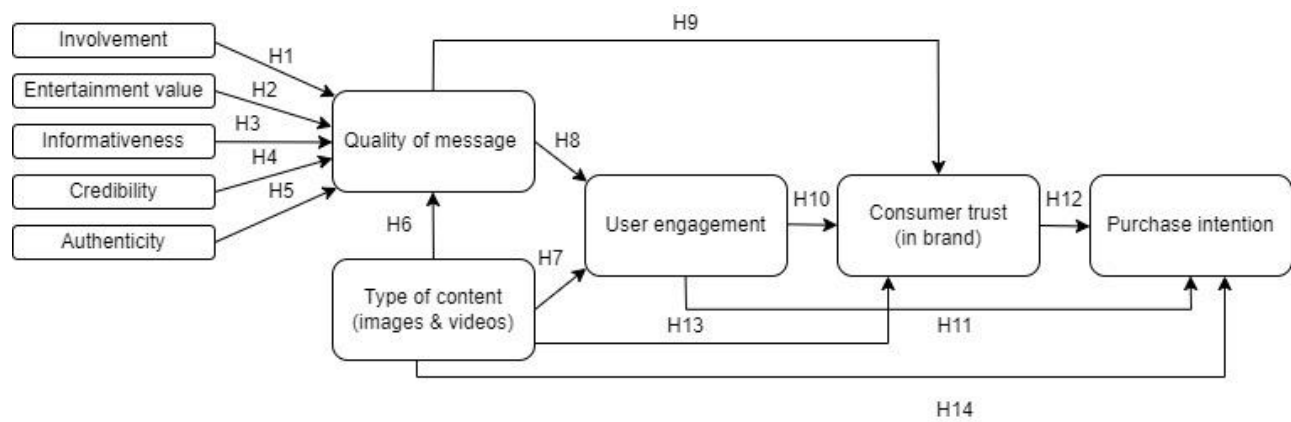 H9
Involvement
H1
Entertainment value
H2
Informativeness
H3
Quality of message
H4
H8
Credibility
H5
Authenticity
H6
User engagement
H10
Consumer trust
(in brand)
H12
Purchase intention
H7
Type of content
(images & videos)
H13
H11
H14